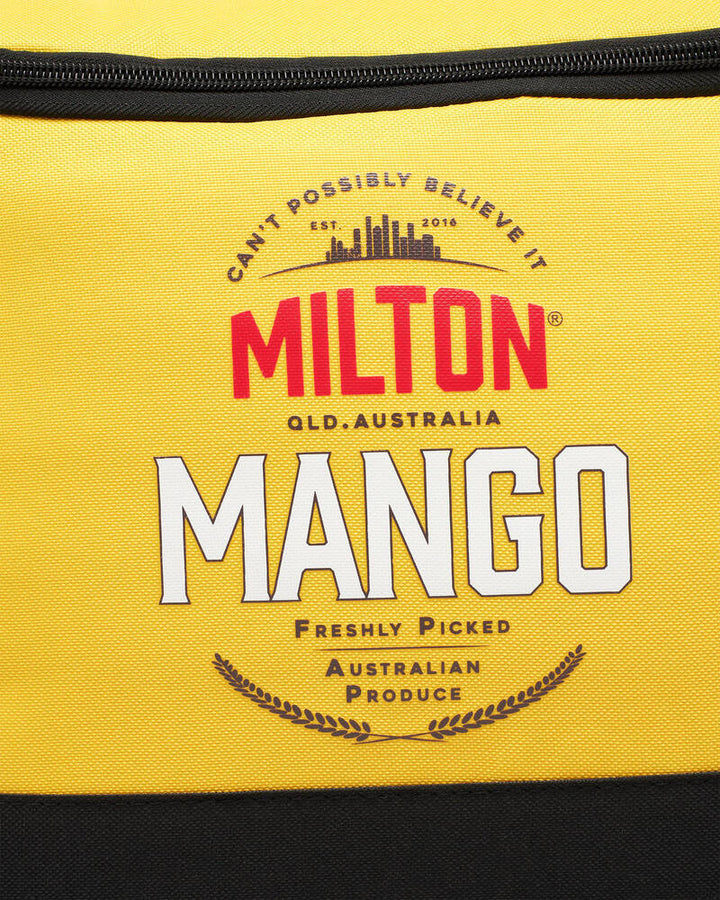 CAN'T POSSIBLY BELIEVE IT
EST. 2016
MILTON®
QLD.AUSTRALIA
MANGO
FRESHLY PICKED
AUSTRALIAN
PRODUCE